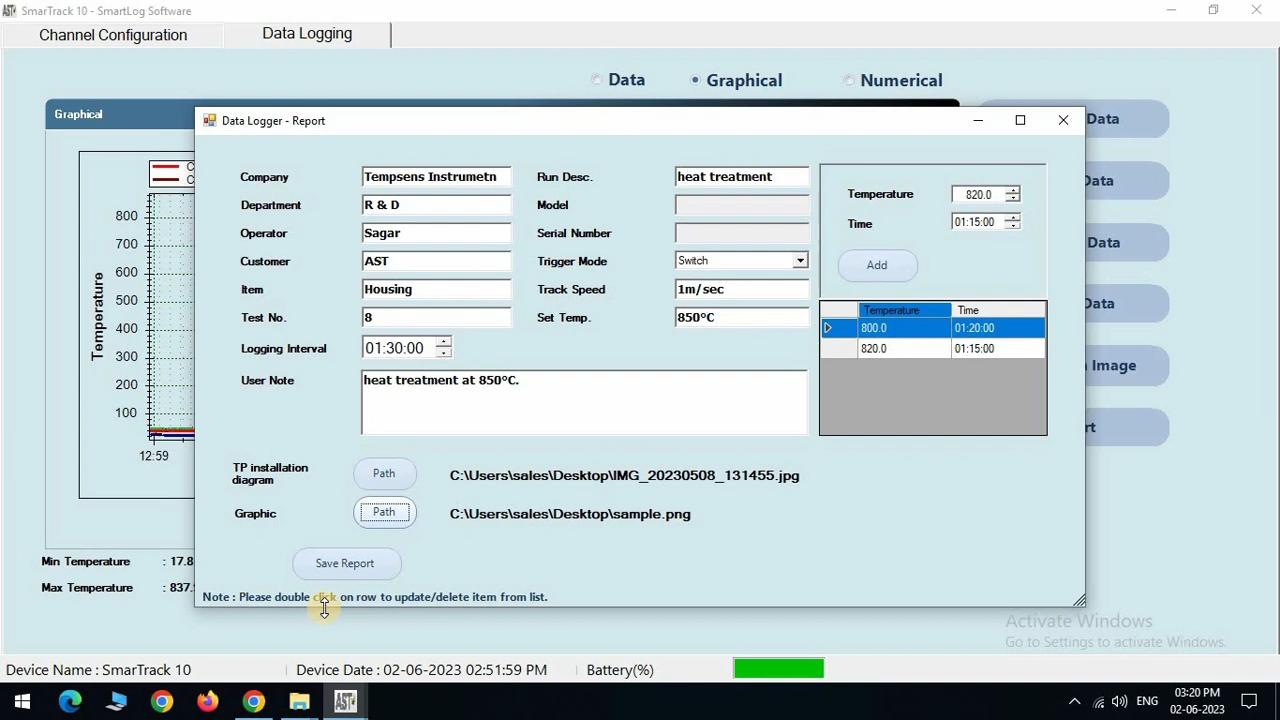 SmarTrack 10 - SmartLog Software
Channel Configuration
Data Logging
Data
Graphical
Numerical
Graphical
Data
Data
Data
Data
Image
rt
Data Logger - Report
Company Tempsens Instrumetn
Department R & D
Operator Sagar
Customer AST
Item Housing
Test No. 8
Logging Interval 01:30:00
User Note heat treatment at 850°C.
Run Desc. heat treatment
Model
Serial Number
Trigger Mode Switch
Track Speed 1m/sec
Set Temp. 850°C
Temperature 820.0
Time 01:15:00
Add
Temperature Time
800.0 01:20:00
820.0 01:15:00
TP installation
diagram
Path
C:\Users\sales\Desktop\IMG_20230508_131455.jpg
Graphic
Path
C:\Users\sales\Desktop\sample.png
Save Report
Note : Please double click on row to update/delete item from list.
C
C
Temperature
800
700
600
500
400
300
200
100
12:59
Min Temperature : 17.8
Max Temperature : 837.
Activate Windows
Go to Settings to activate Windows.
Device Name : SmarTrack 10
Device Date : 02-06-2023 02:51:59 PM
Battery(%)
AST
ENG
03:20 PM
02-06-2023